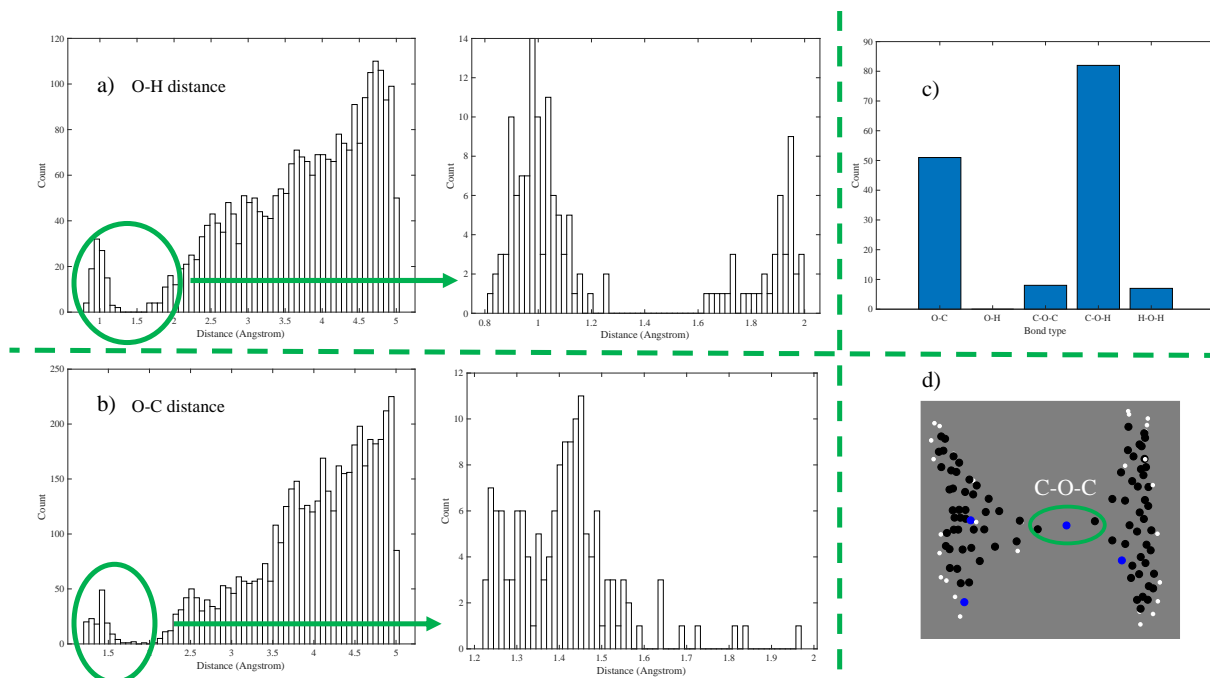 a) O-H distance
120
100
80
60
40
20
0
Count
1 1.5 2 2.5 3 3.5 4 4.5 5
Distance (Angstrom)
14
12
10
8
6
4
2
0
Count
0.8 1 1.2 1.4 1.6 1.8 2
Distance (Angstrom)
c)
90
80
70
60
50
40
30
20
10
0
Count
O-C O-H C-O-C C-O-H H-O-H
Bond type
b) O-C distance
250
200
150
100
50
0
Count
1.5 2 2.5 3 3.5 4 4.5 5
Distance (Angstrom)
12
10
8
6
4
2
0
Count
1.2 1.3 1.4 1.5 1.6 1.7 1.8 1.9 2
Distance (Angstrom)
d)
C-O-C